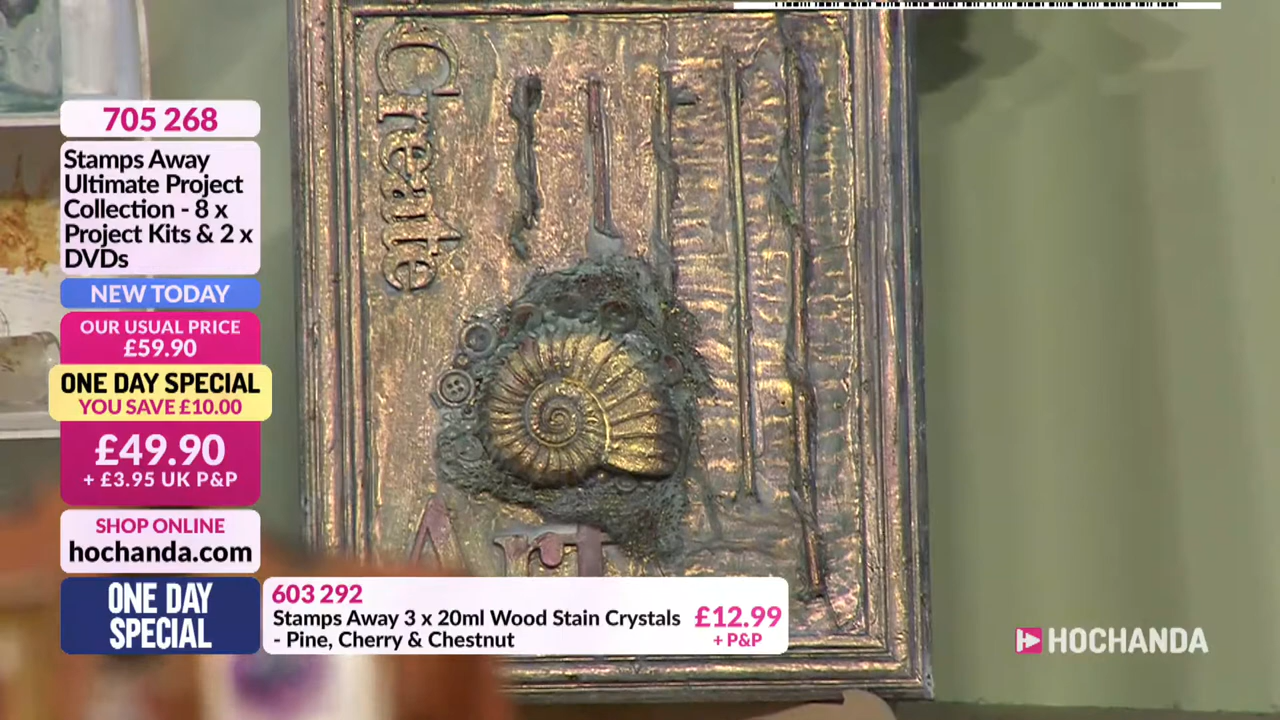 705 268
Stamps Away
Ultimate Project
Collection - 8 x
Project Kits & 2 x
DVDs
NEW TODAY
OUR USUAL PRICE
£59.90
ONE DAY SPECIAL
YOU SAVE £10.00
£49.90
+ £3.95 UK P&P
SHOP ONLINE
hochanda.com
ONE DAY
SPECIAL
603 292
Stamps Away 3 x 20ml Wood Stain Crystals
- Pine, Cherry & Chestnut
£12.99
+ P&P
Create
Art
HOCHANDA